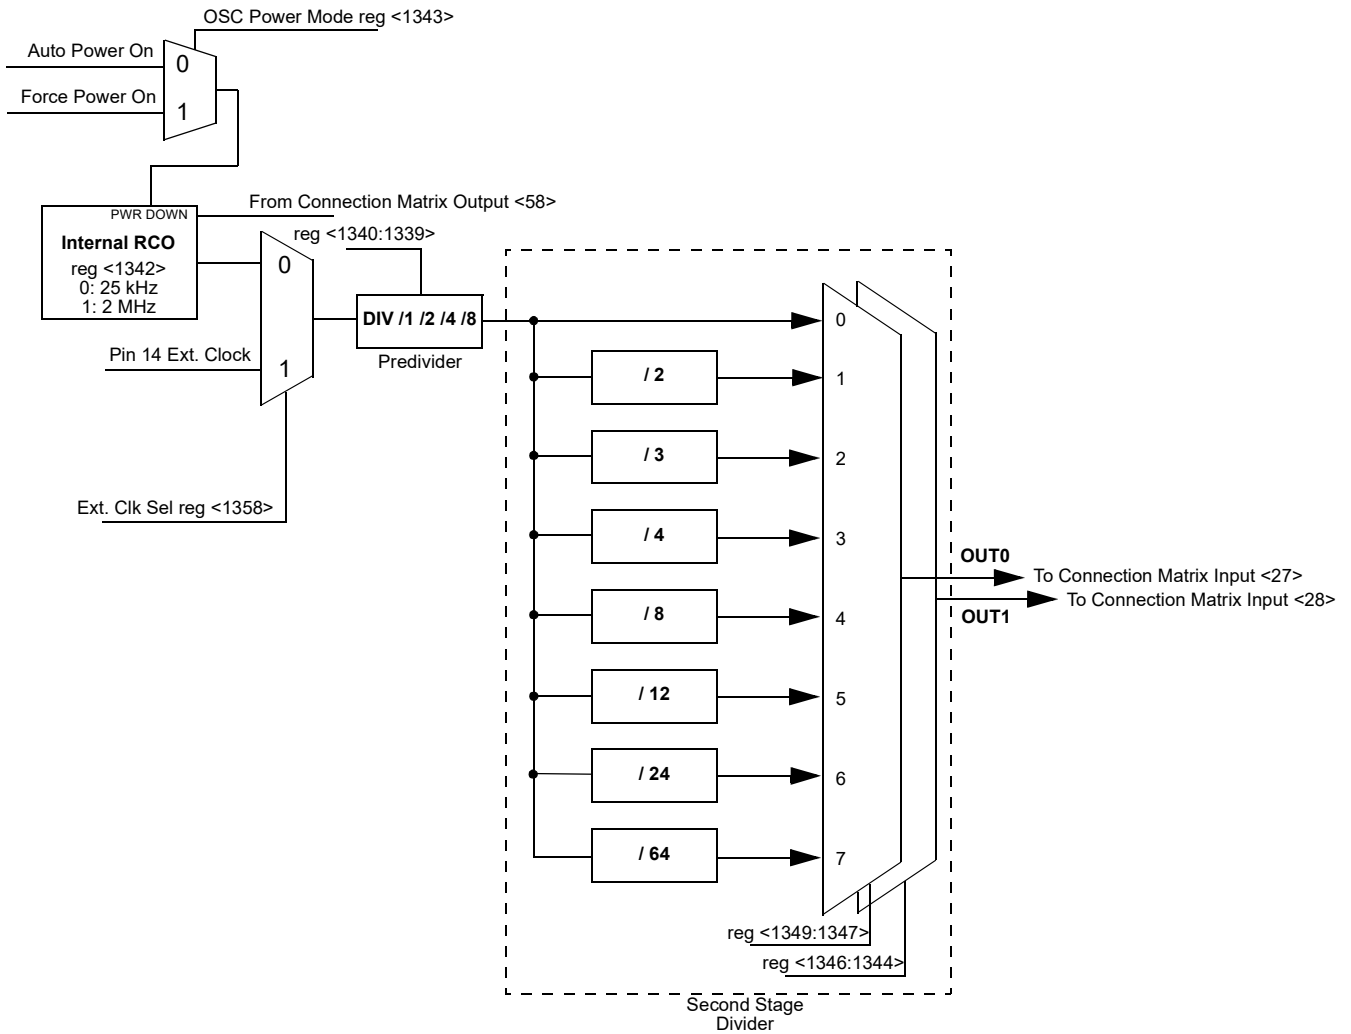 OSC Power Mode reg <1343>
Auto Power On
0
Force Power On
1
From Connection Matrix Output <58>
PWR DOWN
Internal RCO
reg <1342>
0: 25 kHz
1: 2 MHz
reg <1340:1339>
0
DIV /1 /2 /4 /8
Predivider
Pin 14 Ext. Clock
1
Ext. Clk Sel reg <1358>
0
/ 2
1
/ 3
2
/ 4
3
/ 8
4
/ 12
5
/ 24
6
/ 64
7
OUT0
To Connection Matrix Input <27>
To Connection Matrix Input <28>
OUT1
reg <1349:1347>
reg <1346:1344>
Second Stage
Divider